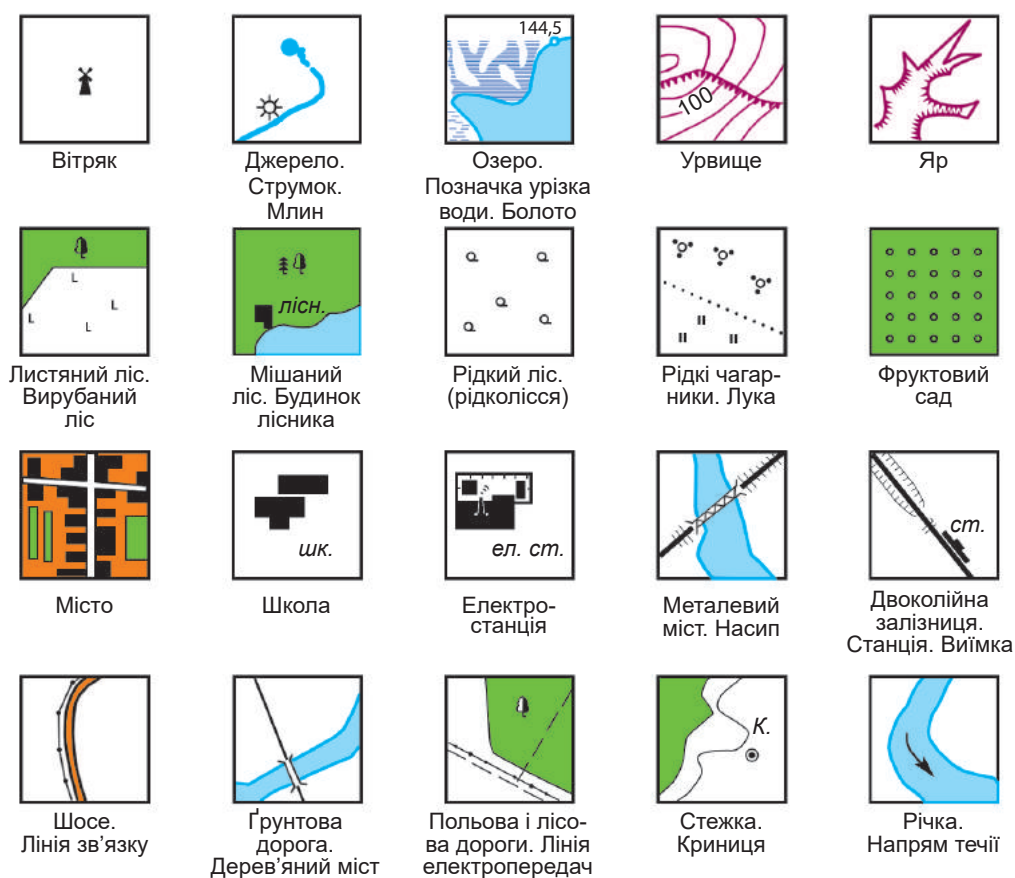 144,5
100
Вітряк
Джерело.
Струмок.
Млин
Озеро.
Позначка урізка
води. Болото
Урвище
Яр
L
L
L
L
лісн.
Листяний ліс.
Вирубаний
ліс
Мішаний
ліс. Будинок
лісника
Рідкий ліс.
(рідколісся)
Рідкі чагар-
ники. Лука
Фруктовий
сад
шк.
ел. ст.
ст.
Місто
Школа
Електро-
станція
Металевий
міст. Насип
Двоколійна
залізниця.
Станція. Виїмка
К.
Шосе.
Лінія зв’язку
Ґрунтова
дорога.
Дерев’яний міст
Польова і лісо-
ва дороги. Лінія
електропередач
Стежка.
Криниця
Річка.
Напрям течії